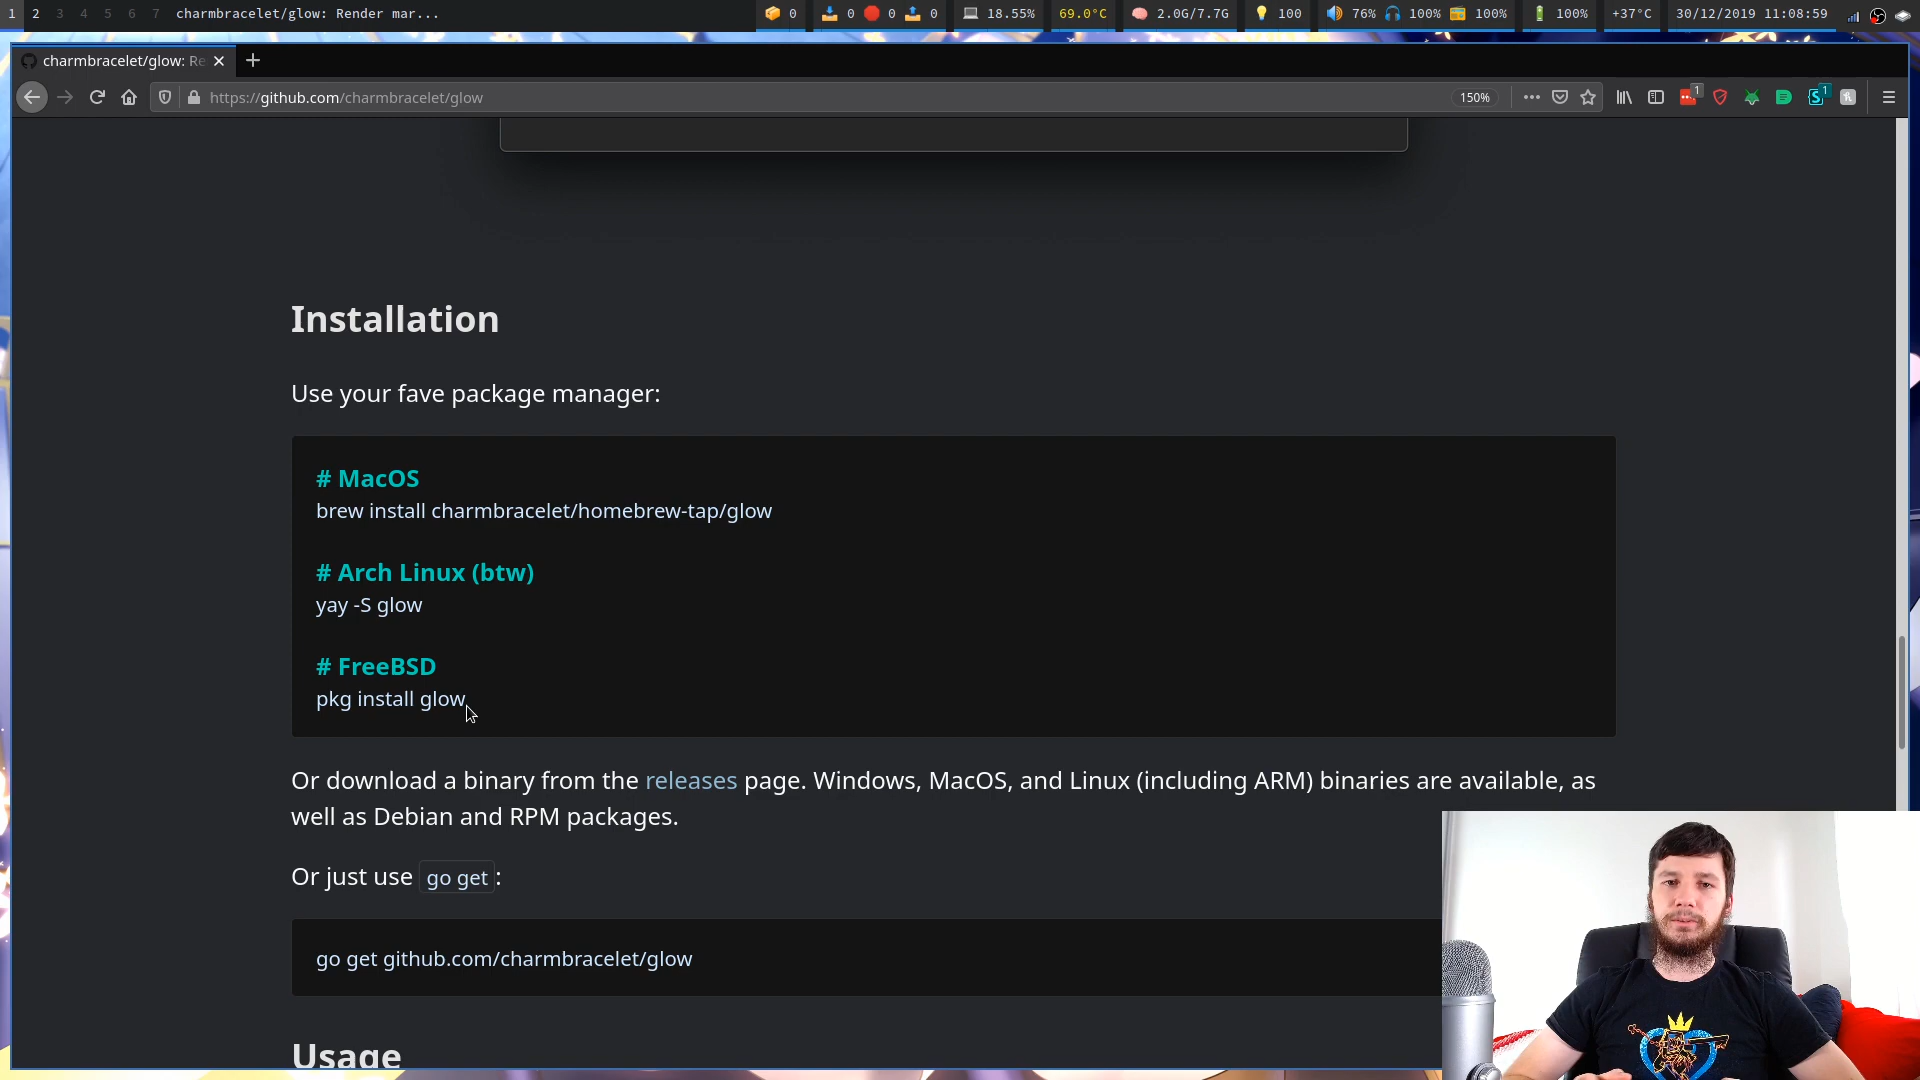 1 2 3 4 5 6 7 charmbracelet/glow: Render mar... 0 0 0 0 18.55% 69.0°C 2.0G/7.7G 100 76% 100% 100% 100% +37°C 30/12/2019 11:08:59
charmbracelet/glow: Re
https://github.com/charmbracelet/glow 150% 1 1
Installation
Use your fave package manager:
# MacOS
brew install charmbracelet/homebrew-tap/glow
# Arch Linux (btw)
yay -S glow
# FreeBSD
pkg install glow
Or download a binary from the releases page. Windows, MacOS, and Linux (including ARM) binaries are available, as
well as Debian and RPM packages.
Or just use go get:
go get github.com/charmbracelet/glow
Usage